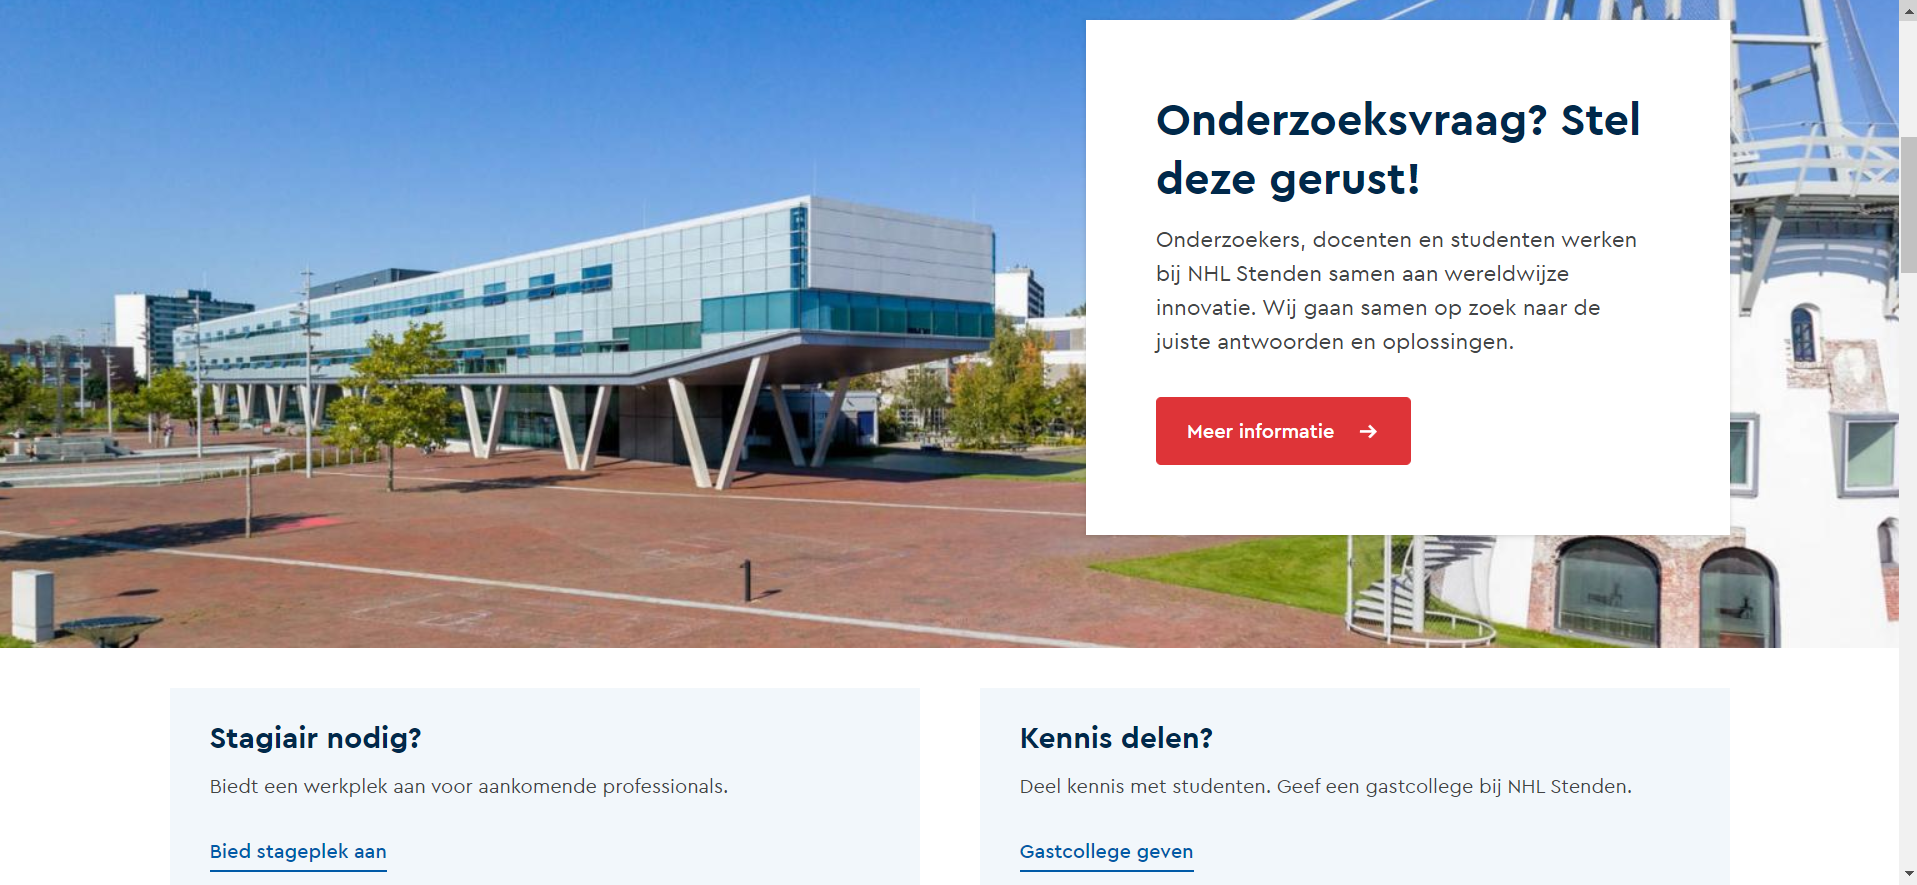 Onderzoeksvraag? Stel
deze gerust!
Onderzoekers, docenten en studenten werken
bij NHL Stenden samen aan wereldwijze
innovatie. Wij gaan samen op zoek naar de
juiste antwoorden en oplossingen.
Meer informatie
Stagiair nodig?
Biedt een werkplek aan voor aankomende professionals.
Bied stageplek aan
Kennis delen?
Deel kennis met studenten. Geef een gastcollege bij NHL Stenden.
Gastcollege geven